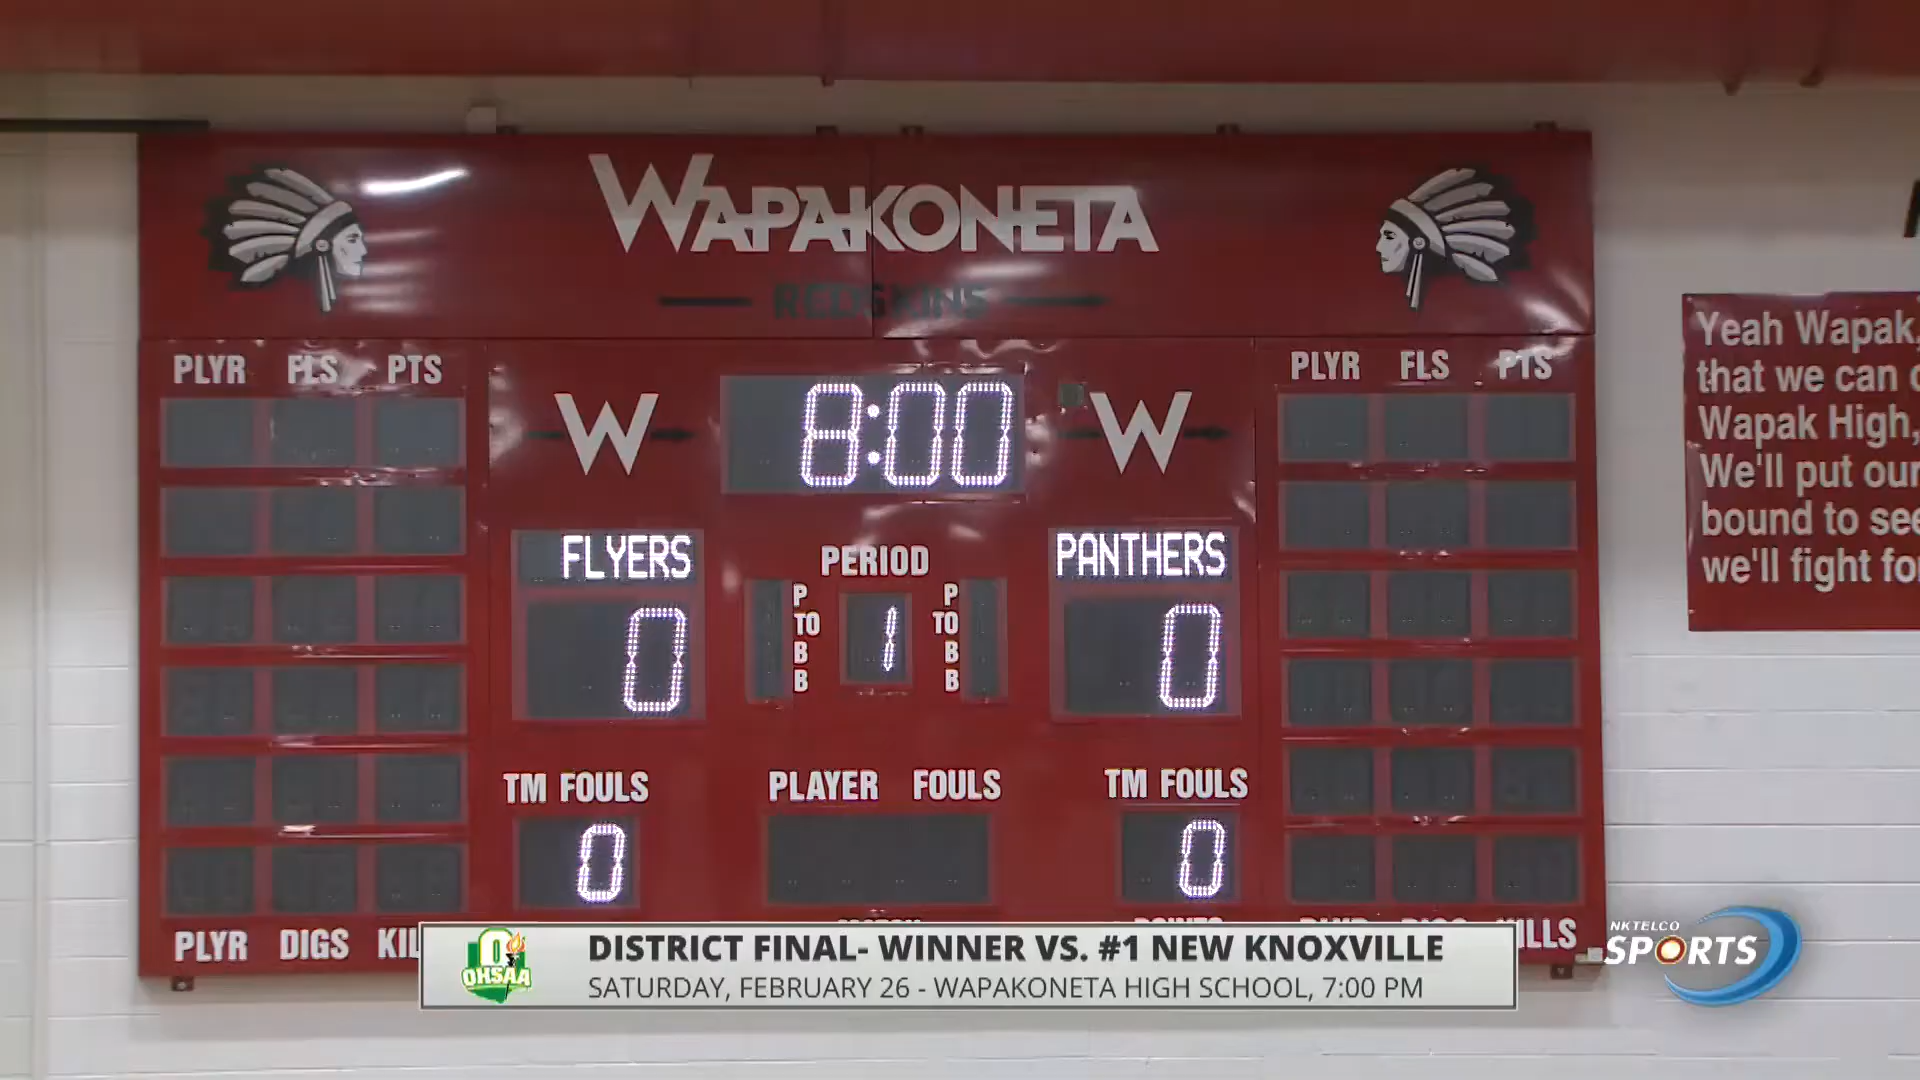 WAPAKONETA
REDSKINS
PLYR FLS PTS
PLYR FLS PTS
W
8:00
W
FLYERS
PERIOD
PANTHERS
0
P
TO
B
B
1
P
TO
B
B
0
TM FOULS
PLAYER FOULS
TM FOULS
0
0
PLYR DIGS KIL
ILLS
Yeah Wapak,
that we can
Wapak High,
We'll put our
bound to see
we'll fight fo
OHSAA
DISTRICT FINAL- WINNER VS. #1 NEW KNOXVILLE
SATURDAY, FEBRUARY 26 - WAPAKONETA HIGH SCHOOL, 7:00 PM
NKTELCO
SPORTS